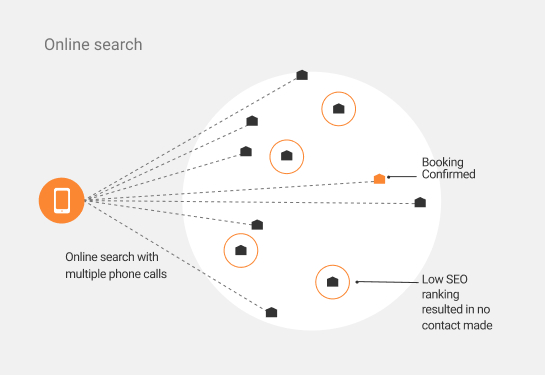 Online search
Booking
Confirmed
Online search with
multiple phone calls
Low SEO
ranking
resulted in no
contact made